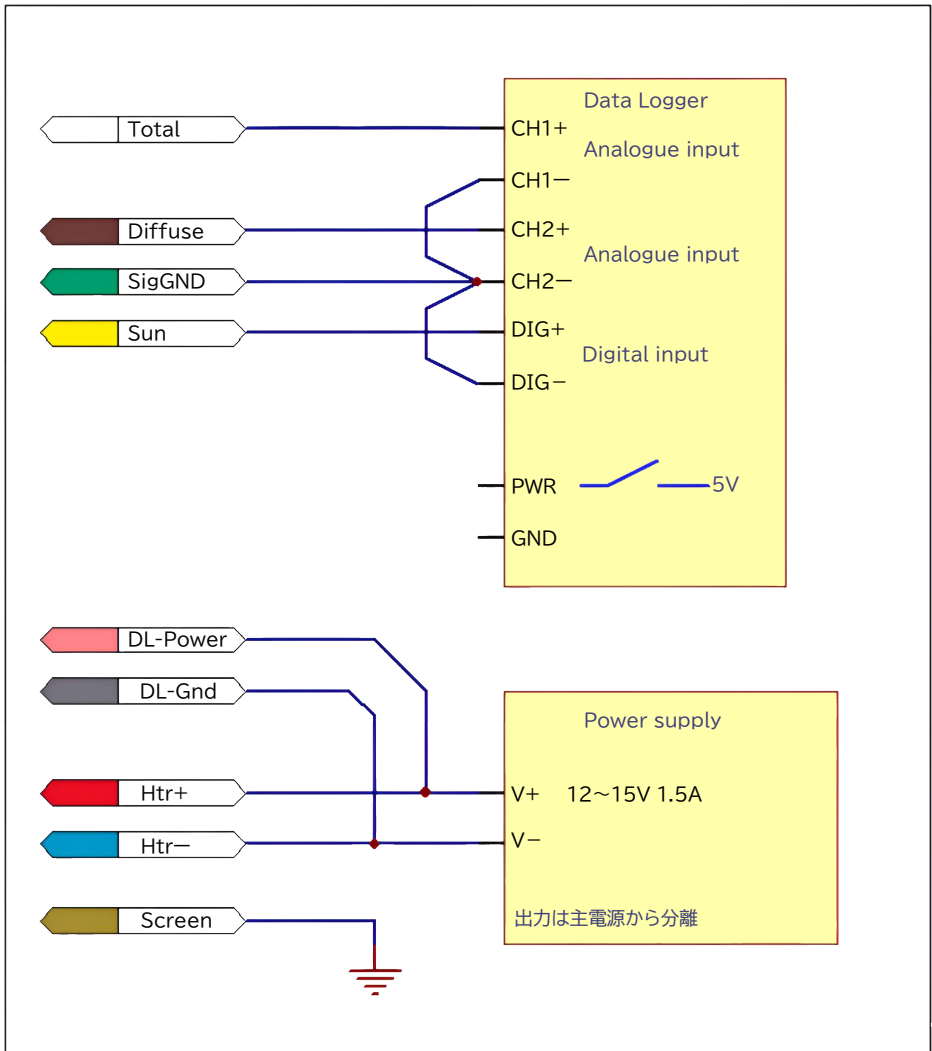 Data Logger
Total
CH1+
Analogue input
CH1−
Diffuse
CH2+
Analogue input
SigGND
CH2−
Sun
DIG+
Digital input
DIG−
PWR
5V
GND
DL-Power
DL-Gnd
Power supply
Htr+
V+ 12～15V 1.5A
Htr−
V−
Screen
出力は主電源から分離